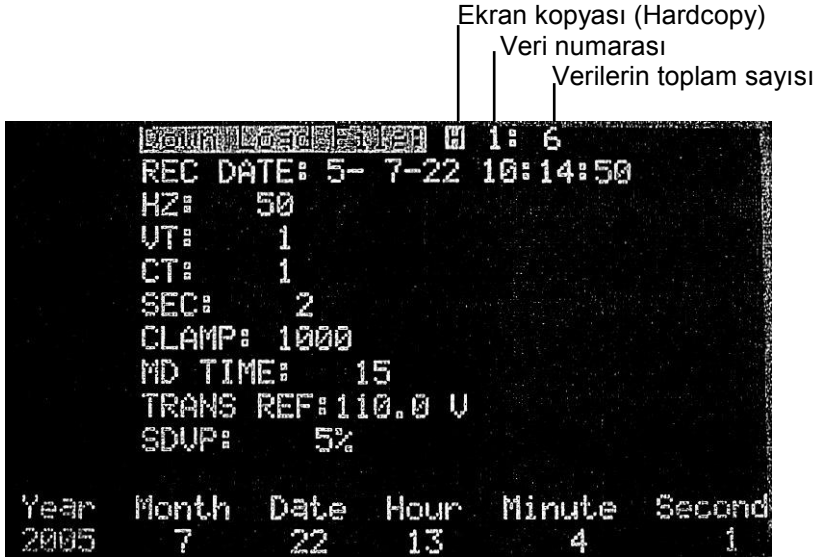 Ekran kopyası (Hardcopy)
Veri numarası
Verilerin toplam sayısı
Down Load File: H 1: 6
REC DATE: 5- 7-22 10:14:50
HZ: 50
VT: 1
CT: 1
SEC: 2
CLAMP: 1000
MD TIME: 15
TRANS REF:110.0 V
SDVP: 5%
Year Month Date Hour Minute Second
2005 7 22 13 4 1